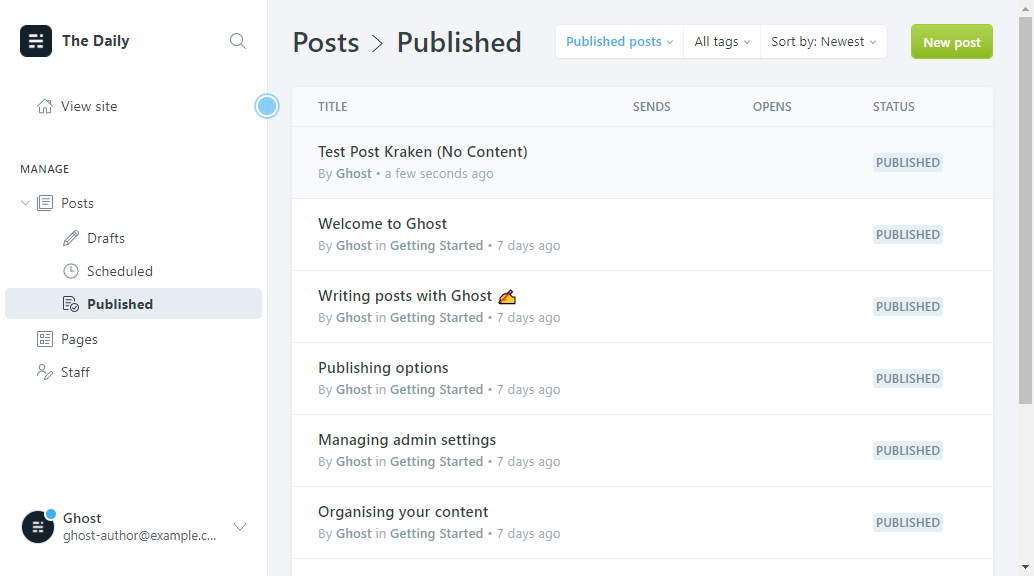 The Daily
View site
MANAGE
Posts
Drafts
Scheduled
Published
Pages
Staff
Ghost
ghost-author@example.c...
Posts > Published
Published posts
All tags
Sort by: Newest
New post
TITLE SENDS OPENS STATUS
Test Post Kraken (No Content)
By Ghost • a few seconds ago
PUBLISHED
Welcome to Ghost
By Ghost in Getting Started • 7 days ago
PUBLISHED
Writing posts with Ghost ✍️
By Ghost in Getting Started • 7 days ago
PUBLISHED
Publishing options
By Ghost in Getting Started • 7 days ago
PUBLISHED
Managing admin settings
By Ghost in Getting Started • 7 days ago
PUBLISHED
Organising your content
By Ghost in Getting Started • 7 days ago
PUBLISHED